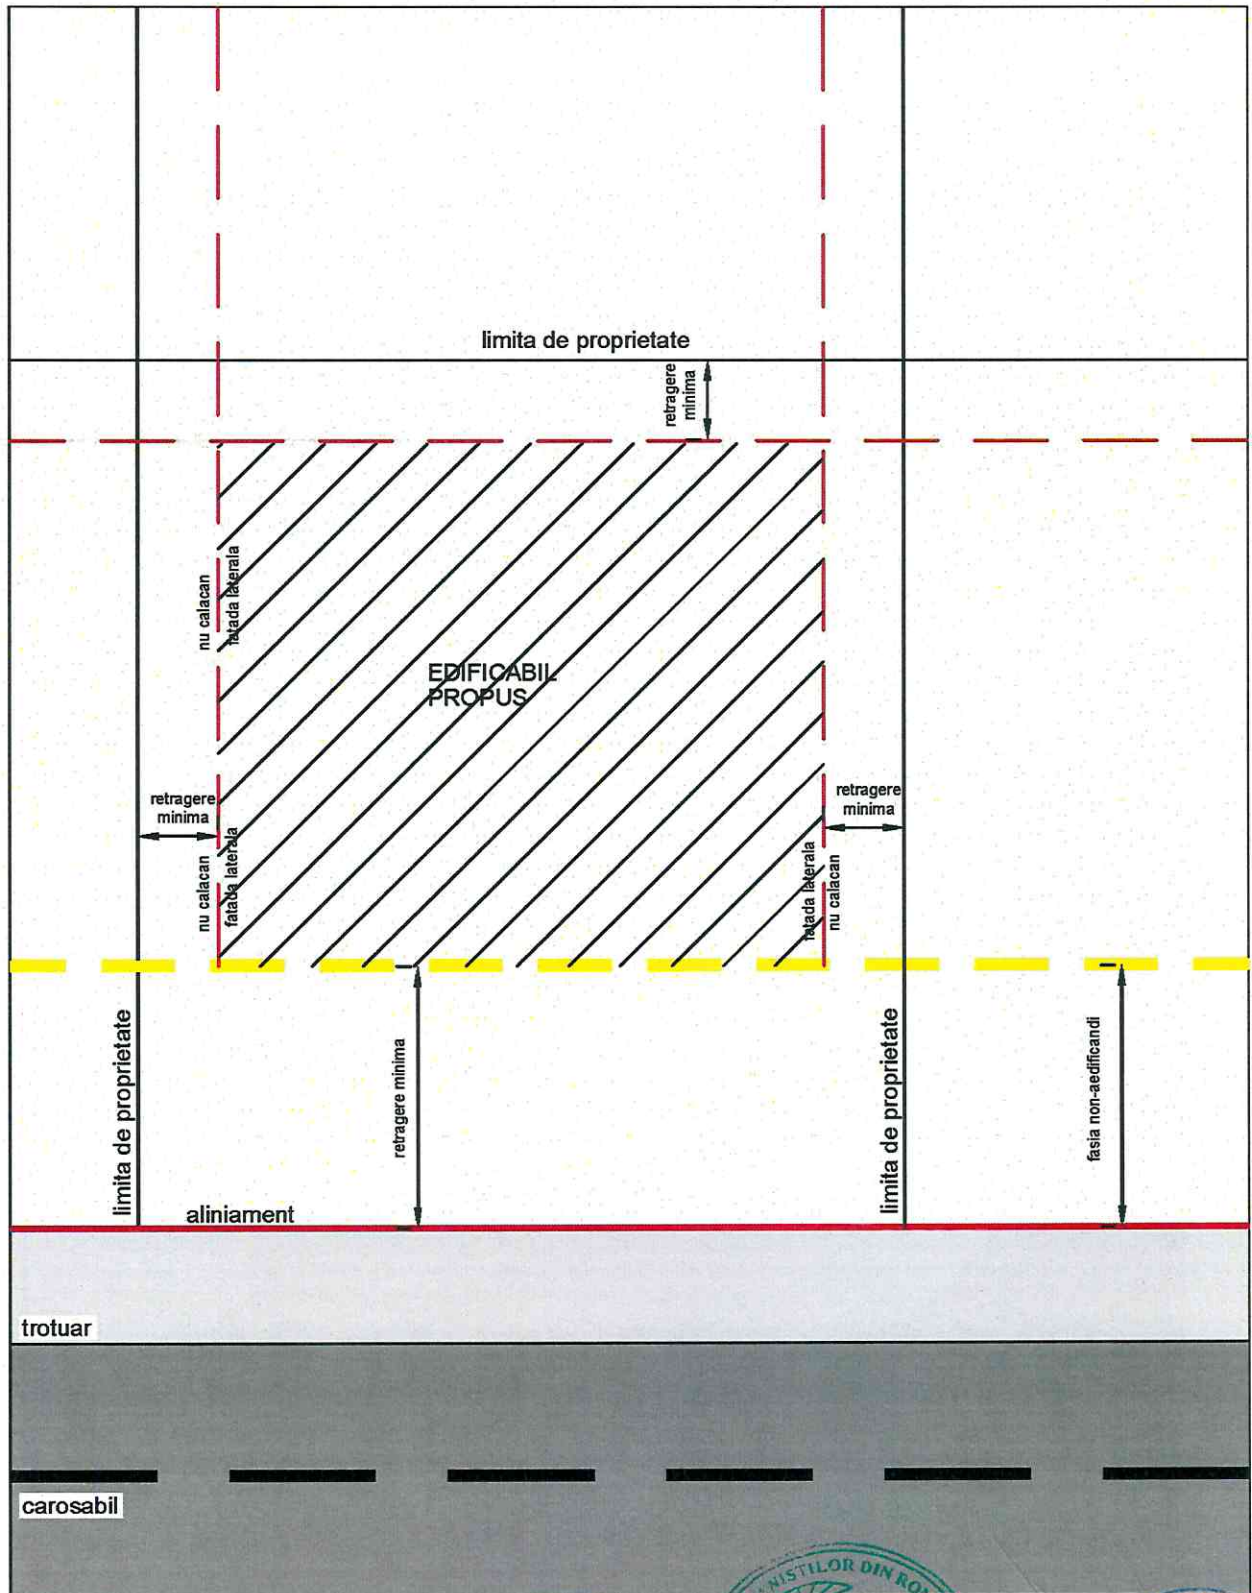 limita de proprietate
retragere
minima
nu calacan
fatada laterala
EDIFICABIL
PROPUS
retragere
minima
retragere
minima
nu calacan
fatada laterala
fatada laterala
nu calacan
limita de proprietate
retragere minima
limita de proprietate
fasia non-aedificandi
aliniament
trotuar
carosabil
NISTILOR DIN RO